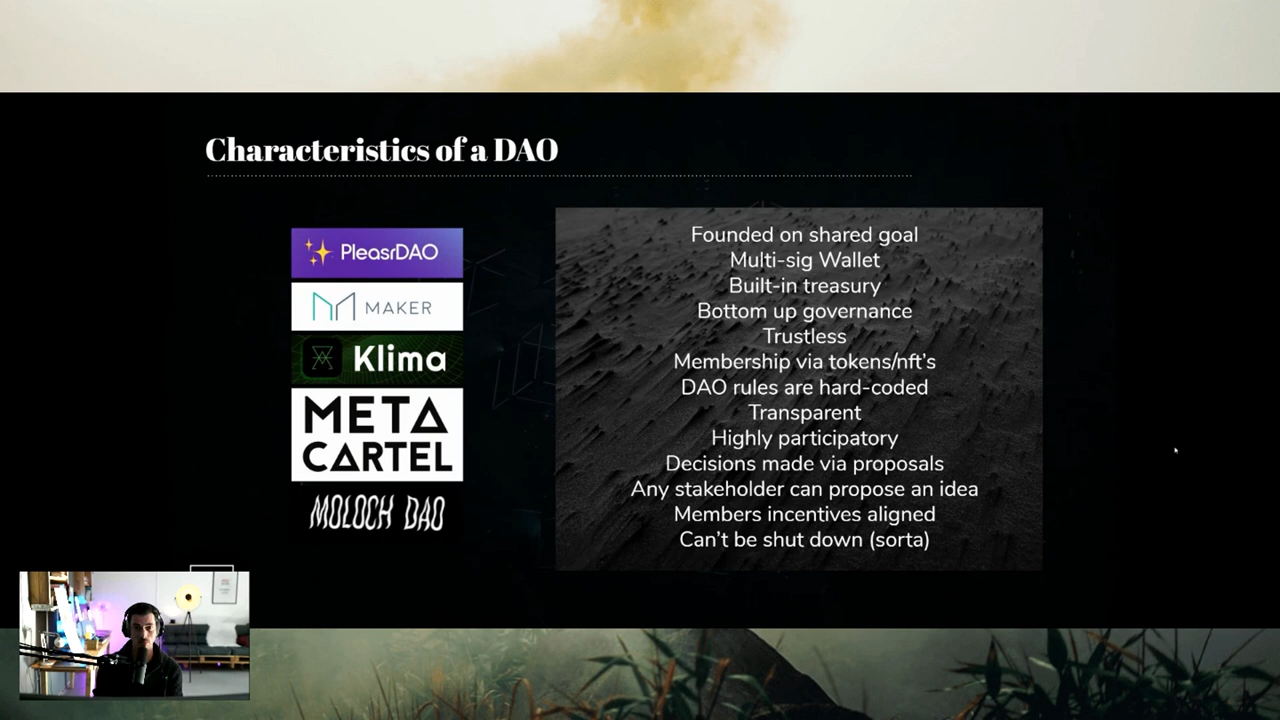 Characteristics of a DAO
PleasrDAO
MAKER
Klima
META
CARTEL
MOLOCH DAO
Founded on shared goal
Multi-sig Wallet
Built-in treasury
Bottom up governance
Trustless
Membership via tokens/nft's
DAO rules are hard-coded
Transparent
Highly participatory
Decisions made via proposals
Any stakeholder can propose an idea
Members incentives aligned
Can't be shut down (sorta)